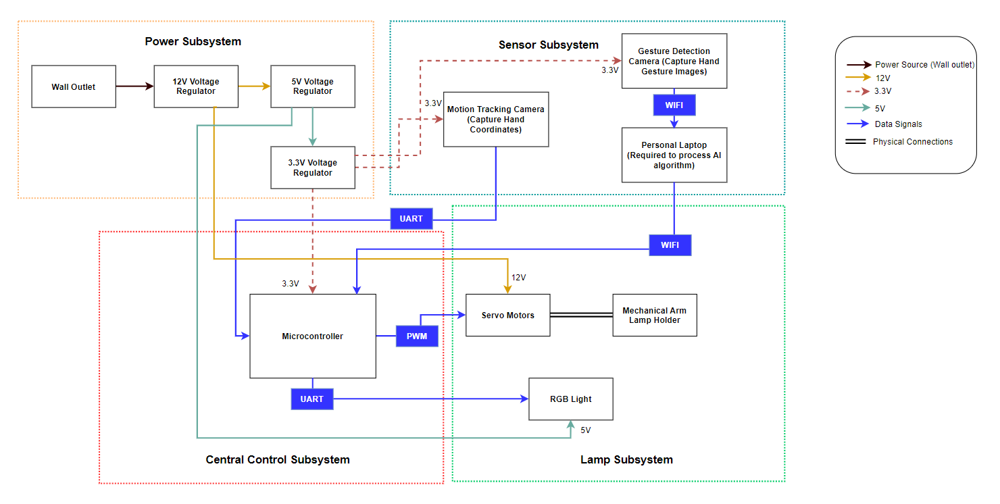 Power Subsystem
Wall Outlet
12V Voltage
Regulator
5V Voltage
Regulator
3.3V Voltage
Regulator
Sensor Subsystem
3.3V
Gesture Detection
Camera (Capture Hand
Gesture Images)
3.3V
Motion Tracking Camera
(Capture Hand
Coordinates)
WIFI
Personal Laptop
(Required to process AI
algorithm)
Power Source (Wall outlet)
12V
3.3V
5V
Data Signals
Physical Connections
UART
WIFI
3.3V
12V
Microcontroller
PWM
Servo Motors
Mechanical Arm
Lamp Holder
UART
RGB Light
5V
Central Control Subsystem
Lamp Subsystem